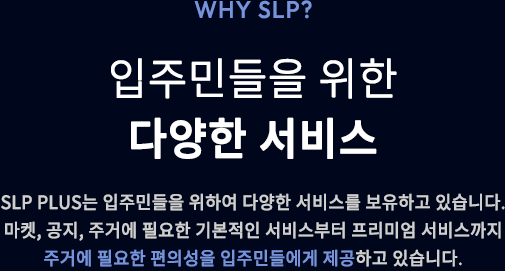 WHY SLP?
입주민들을 위한
다양한 서비스
SLP PLUS는 입주민들을 위하여 다양한 서비스를 보유하고 있습니다.
마켓, 공지, 주거에 필요한 기본적인 서비스부터 프리미엄 서비스까지
주거에 필요한 편의성을 입주민들에게 제공하고 있습니다.